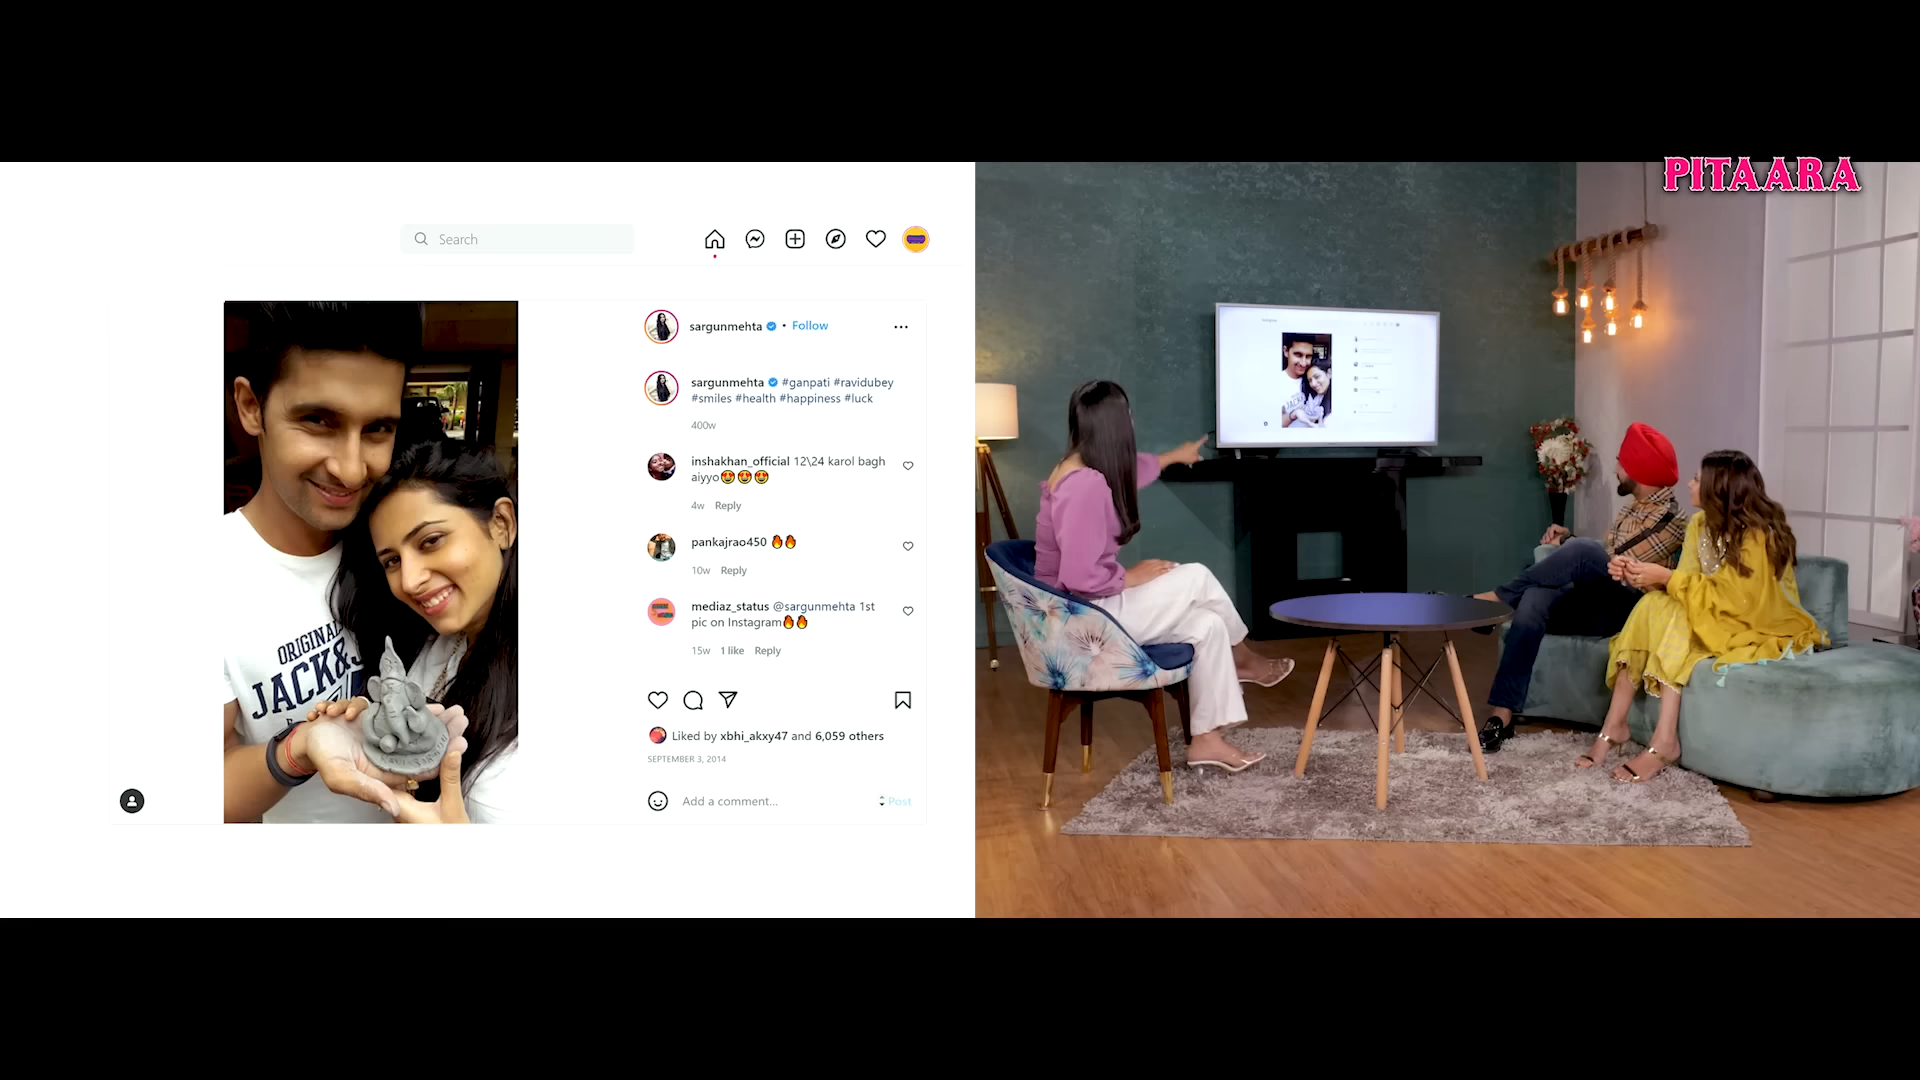 PITAARA
Search
sargunmehta • Follow
sargunmehta #ganpati #ravidubey
#smiles #health #happiness #luck
400w
inshakhan_official 12\24 karol bagh
aiyyo😍😍😍
4w Reply
pankajrao450 🔥🔥
10w Reply
mediaz_status @sargunmehta 1st
pic on Instagram🔥🔥
15w 1 like Reply
Liked by xbhi_akxy47 and 6,059 others
SEPTEMBER 3, 2014
Add a comment...
Post
ORIGINAL
JACK&J